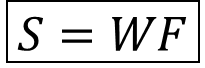 S = WF